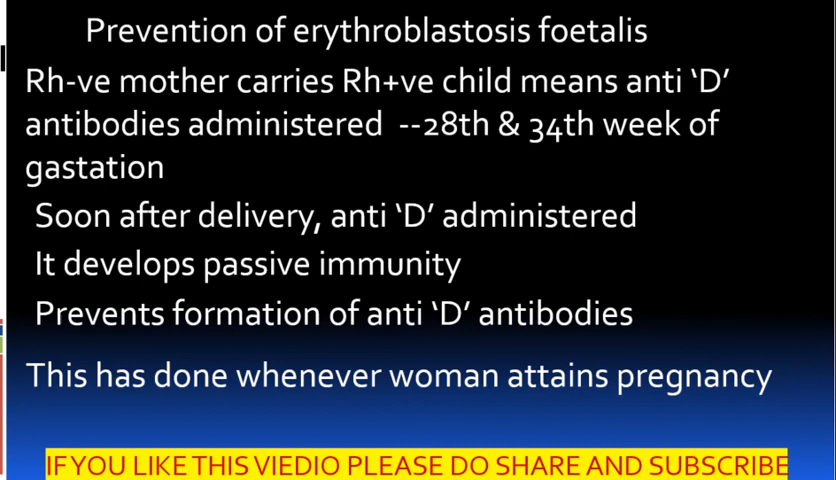 Prevention of erythroblastosis foetalis
Rh-ve mother carries Rh+ve child means anti ‘D’
antibodies administered --28th & 34th week of
gastation
Soon after delivery, anti ‘D’ administered
It develops passive immunity
Prevents formation of anti ‘D’ antibodies
This has done whenever woman attains pregnancy
IF YOU LIKE THIS VIEDIO PLEASE DO SHARE AND SUBSCRIBE